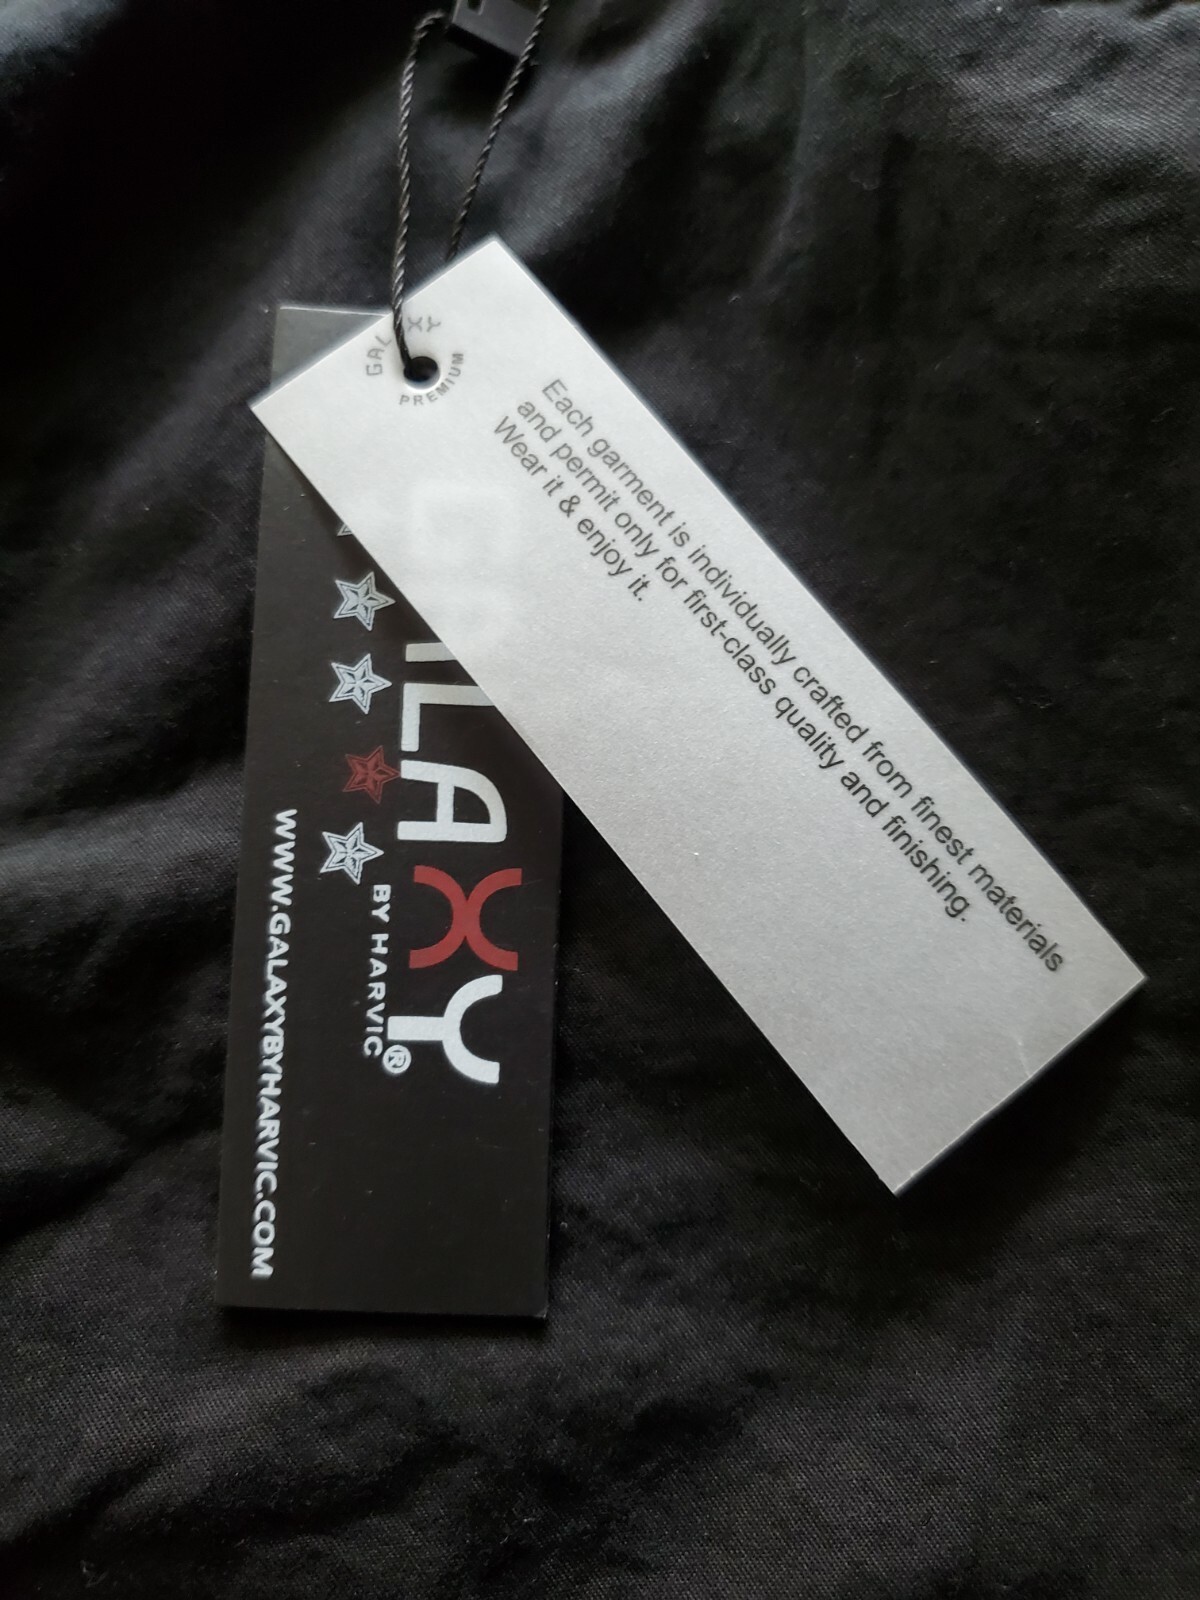 PREMIUM
Each garment is individually crafted from finest materials
and permit only for first-class quality and finishing.
Wear it & enjoy it.
LAXY
BY HARVIC®
WWW.GALAXYBYHARVIC.COM